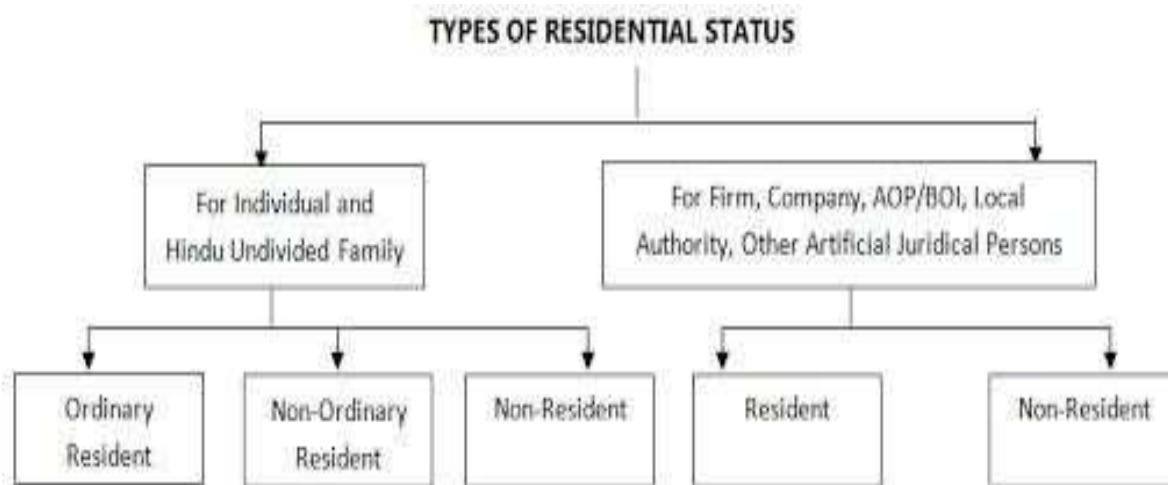 TYPES OF RESIDENTIAL STATUS
For Individual and
Hindu Undivided Family
For Firm, Company, AOP/BOI, Local
Authority, Other Artificial Juridical Persons
Ordinary
Resident
Non-Ordinary
Resident
Non-Resident
Resident
Non-Resident